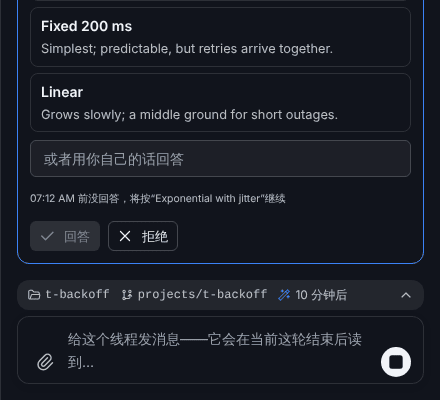 Fixed 200 ms
Simplest; predictable, but retries arrive together.
Linear
Grows slowly; a middle ground for short outages.
或者用你自己的话回答
07:12 AM 前没回答，将按“Exponential with jitter”继续
回答 拒绝
t-backoff projects/t-backoff 10 分钟后
给这个线程发消息——它会在当前这轮结束后读
到...